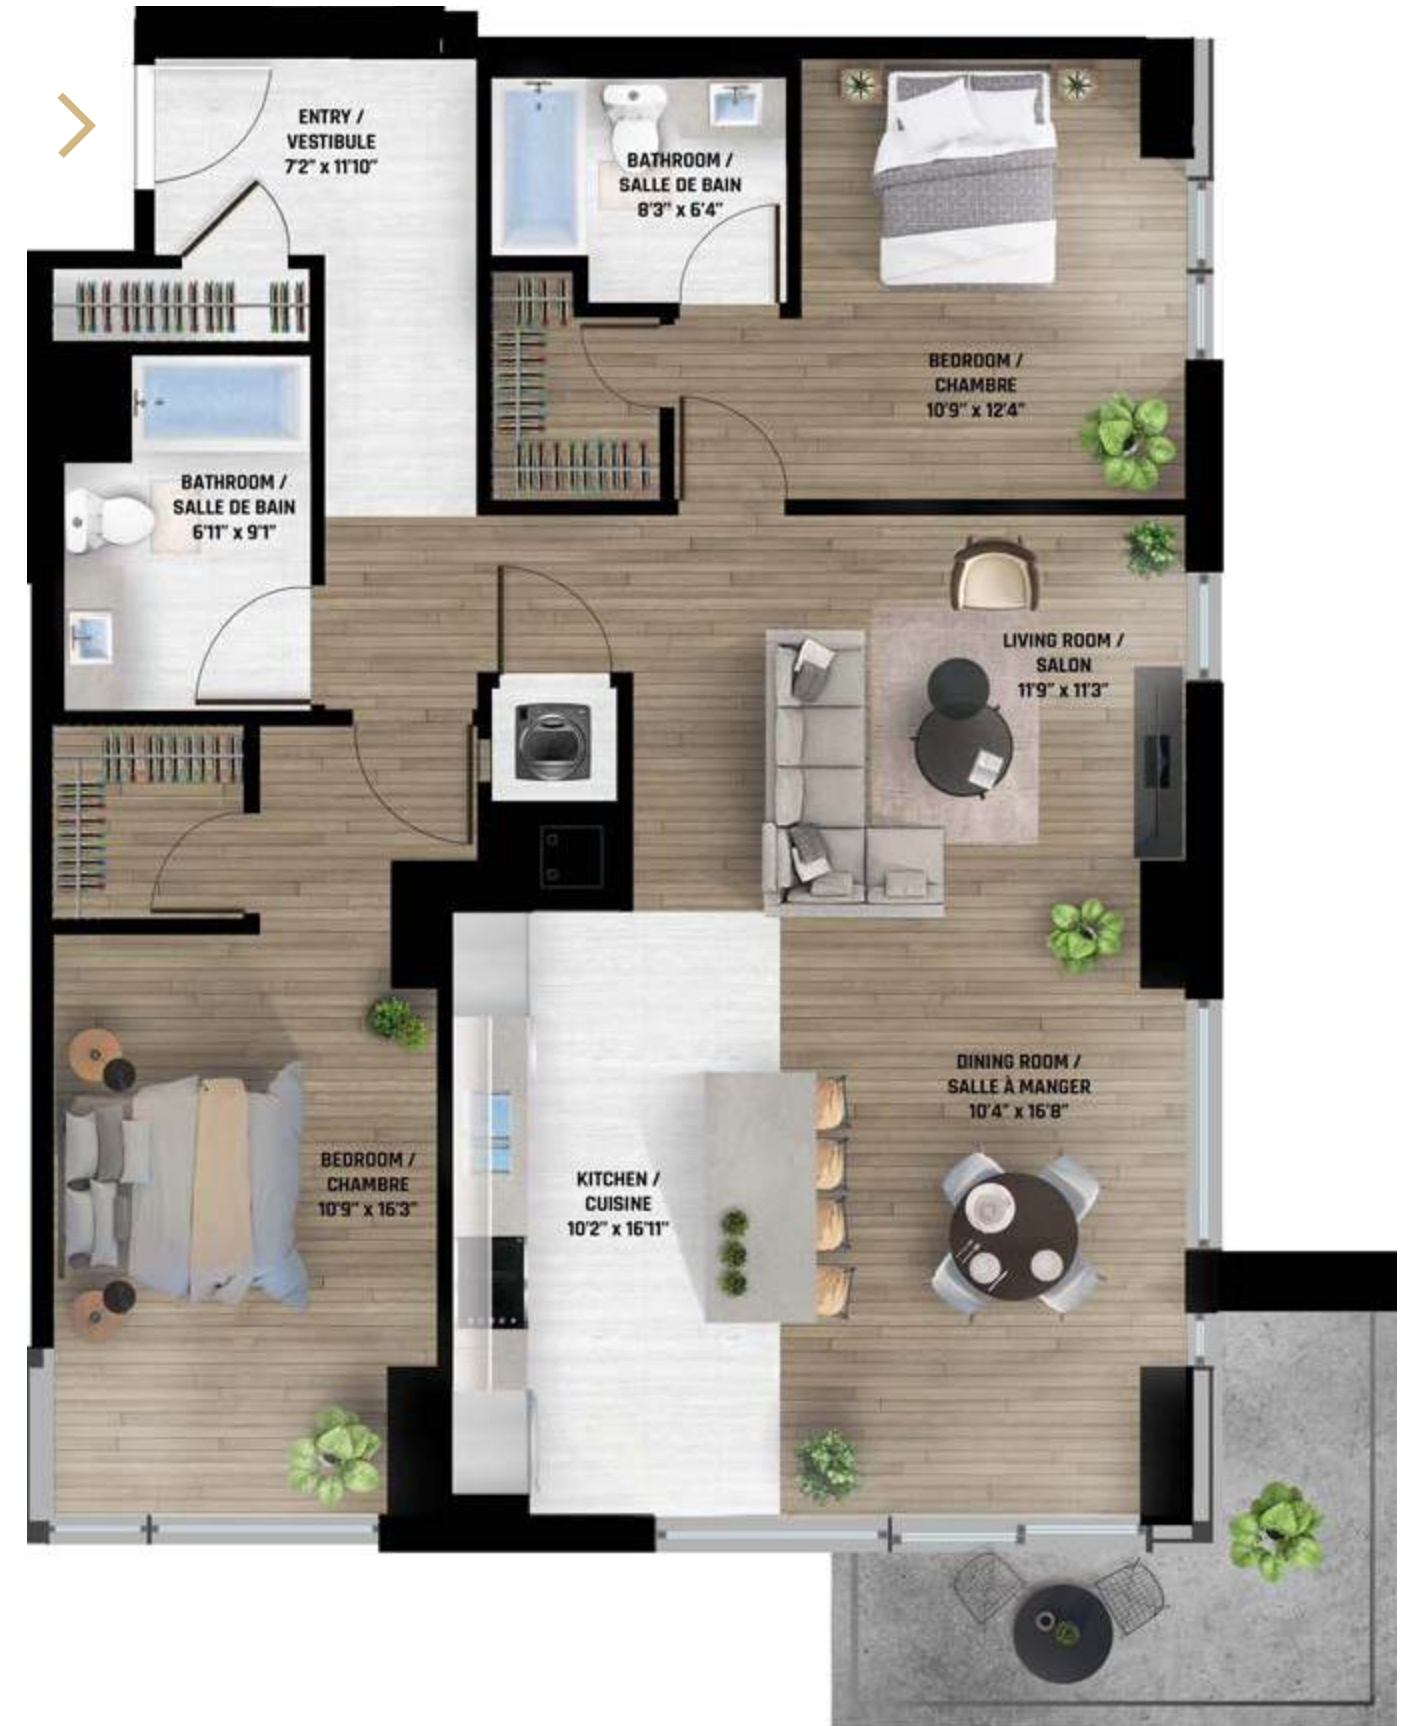 ENTRY /
VESTIBULE
7'2" x 11'10"
BATHROOM /
SALLE DE BAIN
8'3" x 6'4"
BEDROOM /
CHAMBRE
10'9" x 12'4"
BATHROOM /
SALLE DE BAIN
6'11" x 9'1"
LIVING ROOM /
SALON
11'9" x 11'3"
DINING ROOM /
SALLE À MANGER
10'4" x 16'8"
BEDROOM /
CHAMBRE
10'9" x 16'3"
KITCHEN /
CUISINE
10'2" x 16'11"